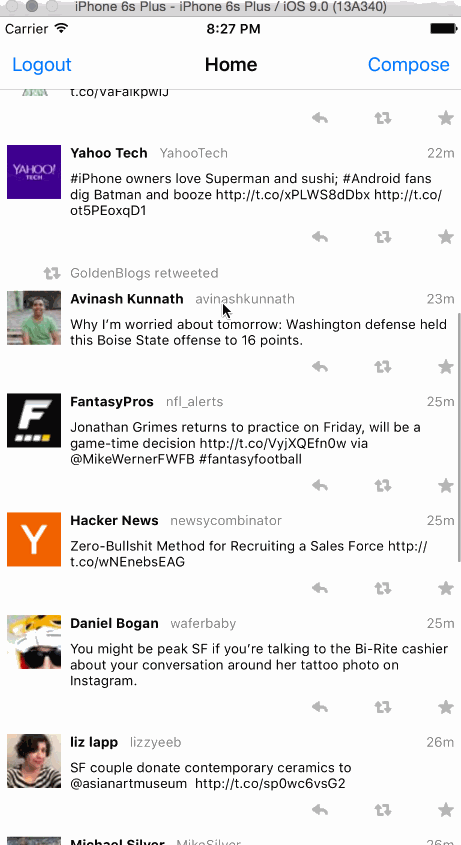 iPhone 6s Plus - iPhone 6s Plus / iOS 9.0 (13A340)
Carrier 8:27 PM
Logout Home Compose
t.co/VaFalkpwIJ
YAHOO!
TECH
Yahoo Tech YahooTech 22m
#iPhone owners love Superman and sushi; #Android fans
dig Batman and booze http://t.co/xPLWS8dDbx http://t.co/
ot5PEoxqD1
GoldenBlogs retweeted
Avinash Kunnath avinashkunnath 23m
Why I'm worried about tomorrow: Washington defense held
this Boise State offense to 16 points.
F
FantasyPros nfl_alerts 25m
Jonathan Grimes returns to practice on Friday, will be a
game-time decision http://t.co/VyjXQEfn0w via
@MikeWernerFWFB #fantasyfootball
Y
Hacker News newsycombinator 25m
Zero-Bullshit Method for Recruiting a Sales Force http://
t.co/wNEnebsEAG
Daniel Bogan waferbaby 25m
You might be peak SF if you're talking to the Bi-Rite cashier
about your conversation around her tattoo photo on
Instagram.
liz lapp lizzyeeb 26m
SF couple donate contemporary ceramics to
@asianartmuseum http://t.co/sp0wc6vsG2
Michael Silver MikeSilver 26m